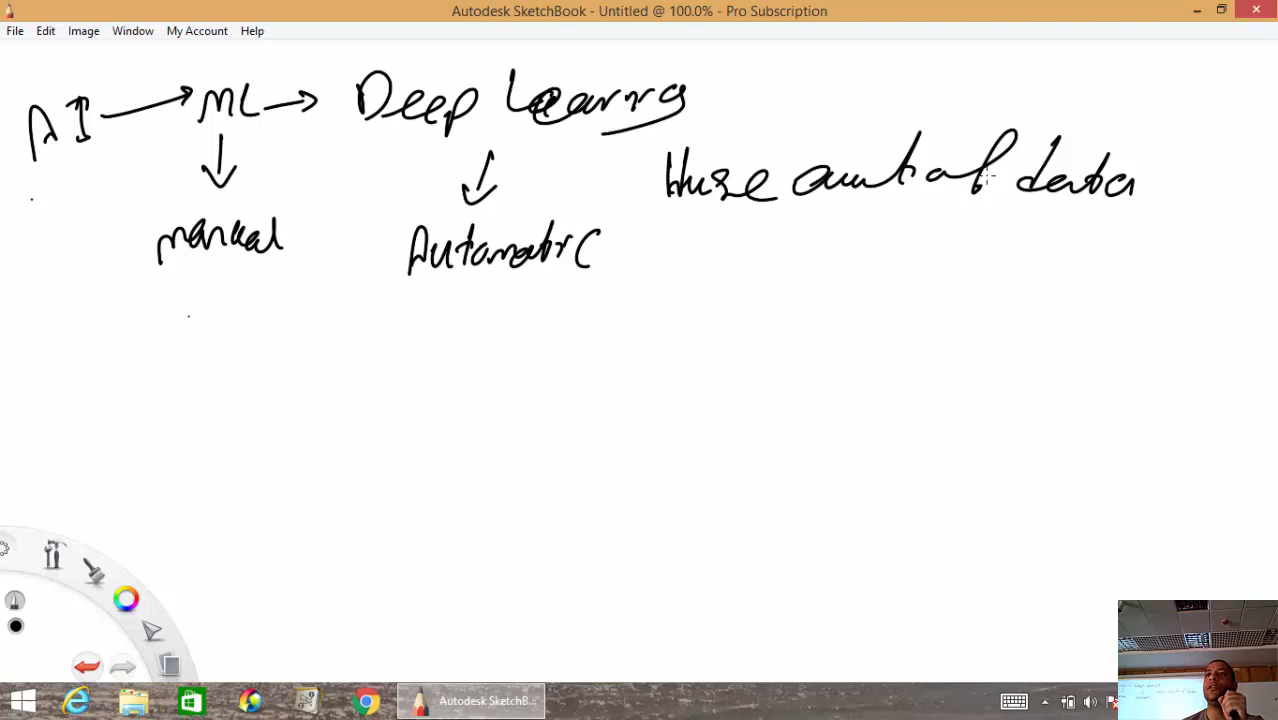 Autodesk SketchBook - Untitled @ 100.0% - Pro Subscription
File Edit Image Window My Account Help
AI → ML → Deep Learning
Huge amount of data
manual Automatic
Autodesk SketchB...